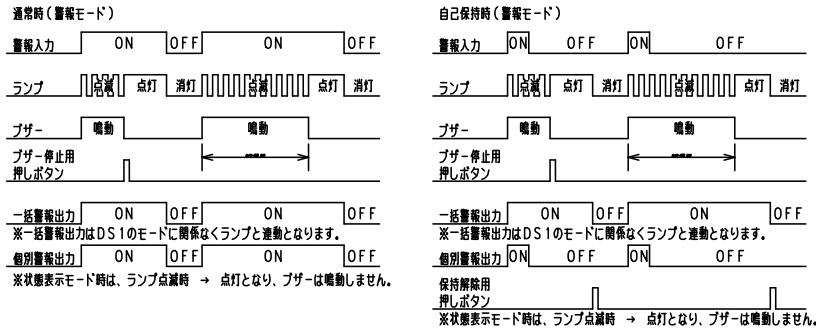 通常時(警報モード)
警報入力 ON OFF ON OFF
ランプ 点滅 点灯 消灯 点滅 点灯 消灯
ブザー 鳴動 鳴動
ブザー停止用
押しボタン
一括警報出力 ON OFF ON OFF
※一括警報出力はDS1のモードに関係なくランプと連動となります。
個別警報出力 ON OFF ON OFF
※状態表示モード時は、ランプ点滅時 → 点灯となり、ブザーは鳴動しません。
自己保持時(警報モード)
警報入力 ON OFF ON OFF
ランプ 点滅 点灯 消灯 点滅 点灯 消灯
ブザー 鳴動 鳴動
ブザー停止用
押しボタン
一括警報出力 ON OFF ON OFF
※一括警報出力はDS1のモードに関係なくランプと連動となります。
個別警報出力 ON OFF ON OFF
保持解除用
押しボタン
※状態表示モード時は、ランプ点滅時 → 点灯となり、ブザーは鳴動しません。